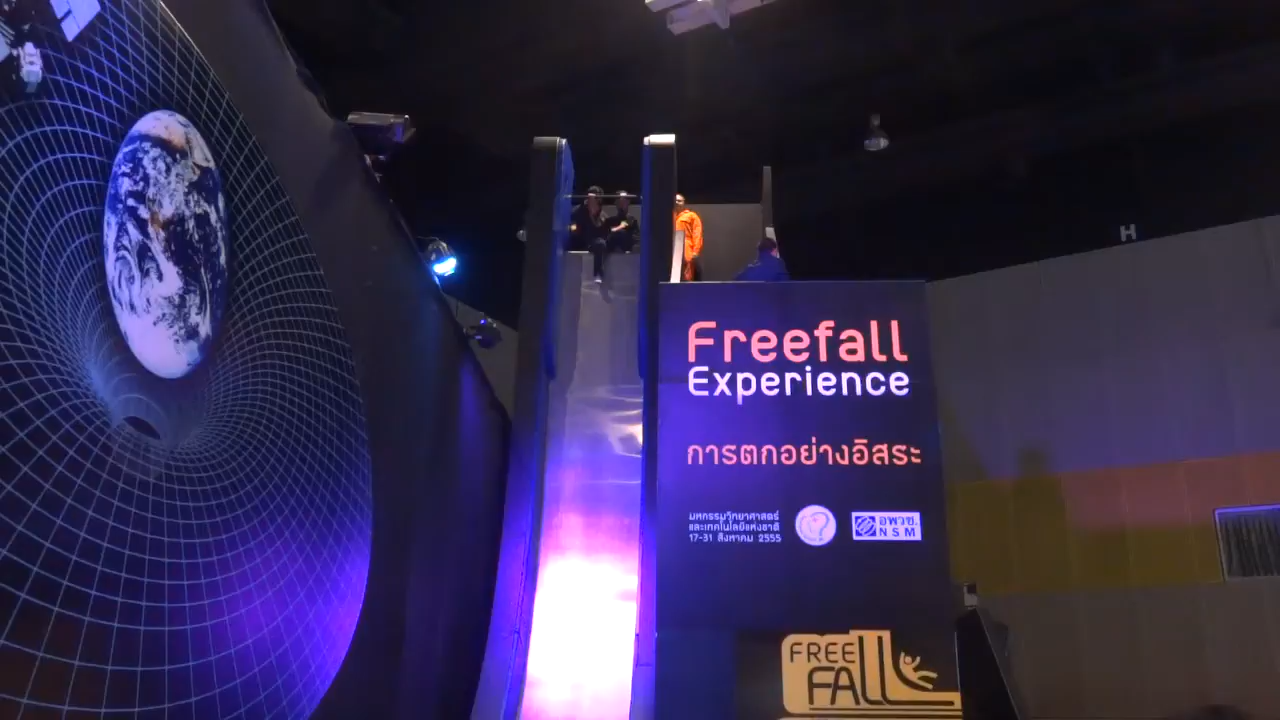 H
Freefall
Experience
การตกอย่างอิสระ
มหกรรมวิทยาศาสตร์
และเทคโนโลยีแห่งชาติ
17-31 สิงหาคม 2555
อพวช.
NSM
FREE
FALL